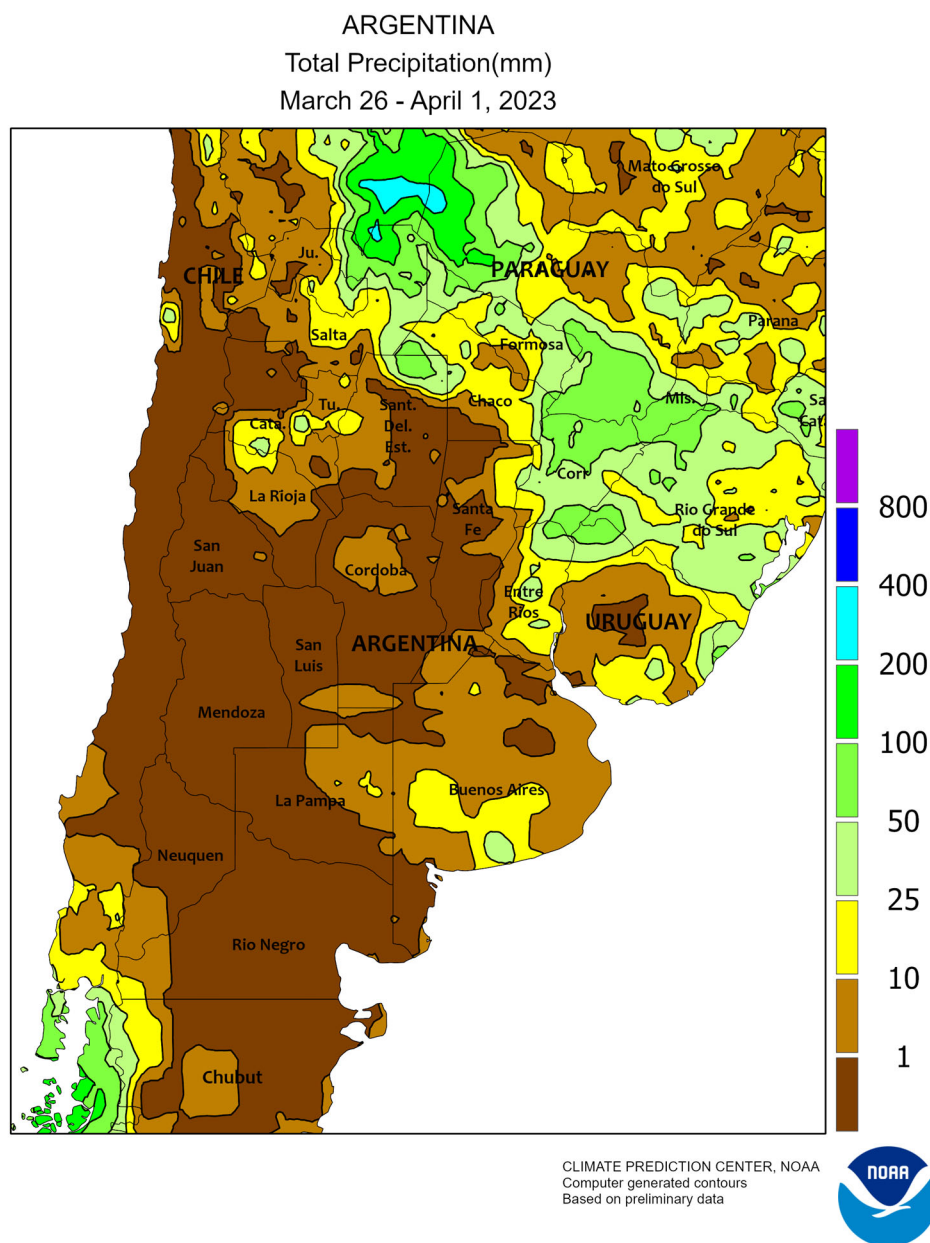 ARGENTINA
Total Precipitation(mm)
March 26 - April 1, 2023
Mato Grosso
do Sul
Ju.
CHILE
PARAGUAY
Parana
Salta
Formosa
Mis.
Chaco
Sa
Cat.
Tu.
Sant.
Del.
Est.
Cata.
Corr
La Rioja
Santa
Fe
Rio Grande
do Sul
San
Juan
Cordoba
Entre
Rios
URUGUAY
ARGENTINA
San
Luis
Mendoza
La Pampa
Buenos Aires
Neuquen
Rio Negro
Chubut
800
400
200
100
50
25
10
1
CLIMATE PREDICTION CENTER, NOAA
Computer generated contours
Based on preliminary data
NOAA